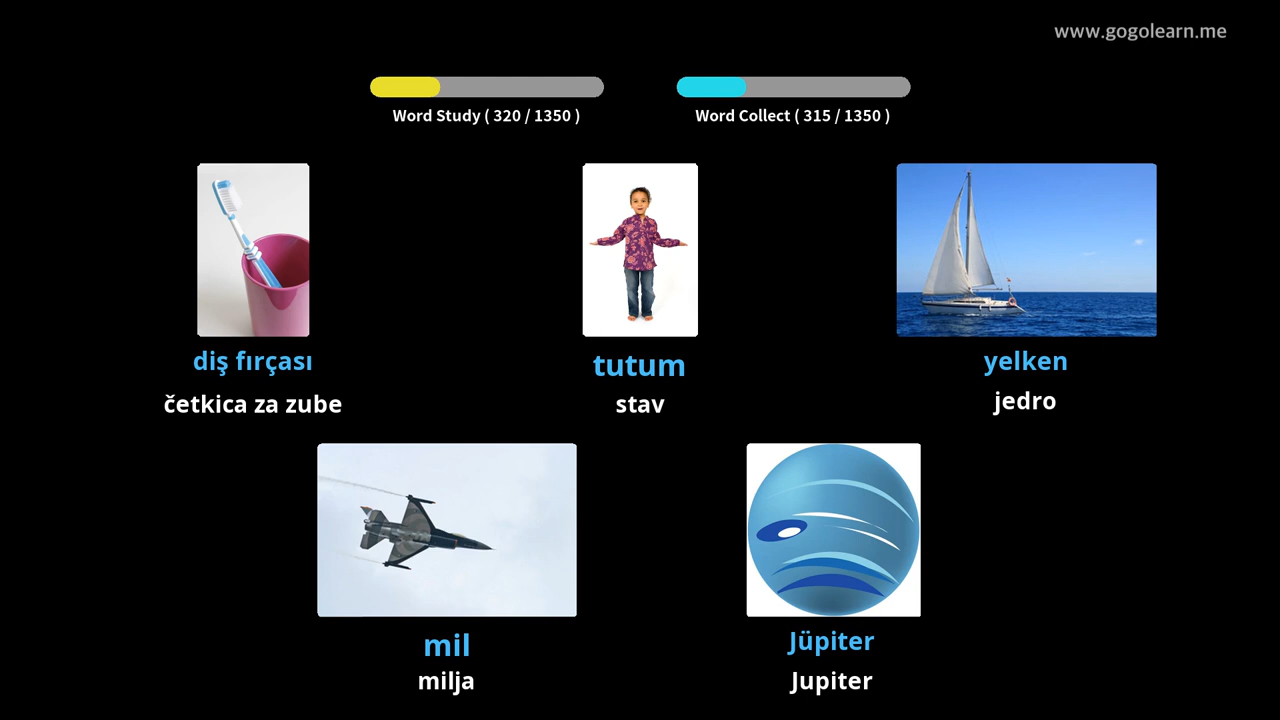 www.gogolearn.me
Word Study ( 320 / 1350 )
Word Collect ( 315 / 1350 )
diş fırçası
četkica za zube
tutum
stav
yelken
jedro
mil
milja
Jüpiter
Jupiter